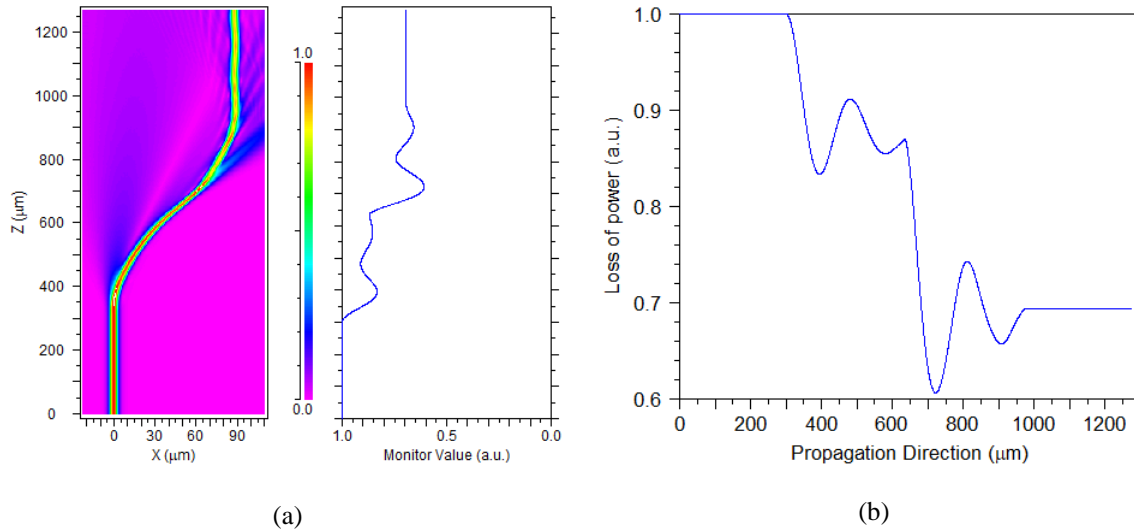 1200
1000
800
600
400
200
0
Z (μm)
0 30 60 90
X (μm)
1.0
0.0
1.0 0.5 0.0
Monitor Value (a.u.)
(a)
1.0
0.9
0.8
0.7
0.6
Loss of power (a.u.)
0 200 400 600 800 1000 1200
Propagation Direction (μm)
(b)